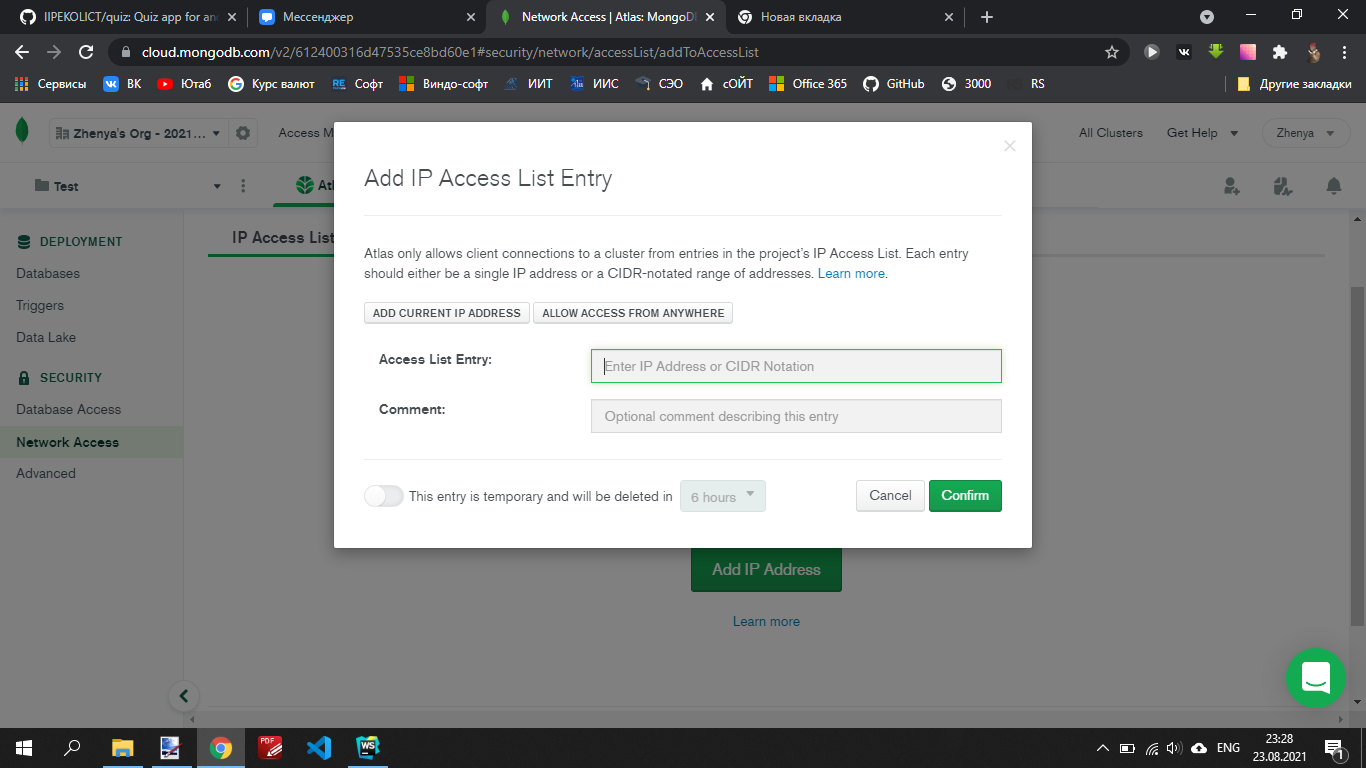 IIPEKOLICT/quiz: Quiz app for an
Мессенджер
Network Access | Atlas: MongoD
Новая вкладка
cloud.mongodb.com/v2/612400316d47535ce8bd60e1#security/network/accessList/addToAccessList
Сервисы
ВК
Ютаб
Курс валют
Софт
Виндо-софт
ИИТ
ИИС
СЭО
сОЙТ
Office 365
GitHub
3000
RS
Другие закладки
Zhenya's Org - 2021...
Access M
All Clusters
Get Help
Zhenya
Test
Atl
DEPLOYMENT
Databases
Triggers
Data Lake
SECURITY
Database Access
Network Access
Advanced
IP Access List
Add IP Access List Entry
Atlas only allows client connections to a cluster from entries in the project's IP Access List. Each entry
should either be a single IP address or a CIDR-notated range of addresses. Learn more.
ADD CURRENT IP ADDRESS
ALLOW ACCESS FROM ANYWHERE
Access List Entry:
Enter IP Address or CIDR Notation
Comment:
Optional comment describing this entry
This entry is temporary and will be deleted in
6 hours
Cancel
Confirm
Add IP Address
Learn more
PDF
WS
ENG
23:28
23.08.2021
1